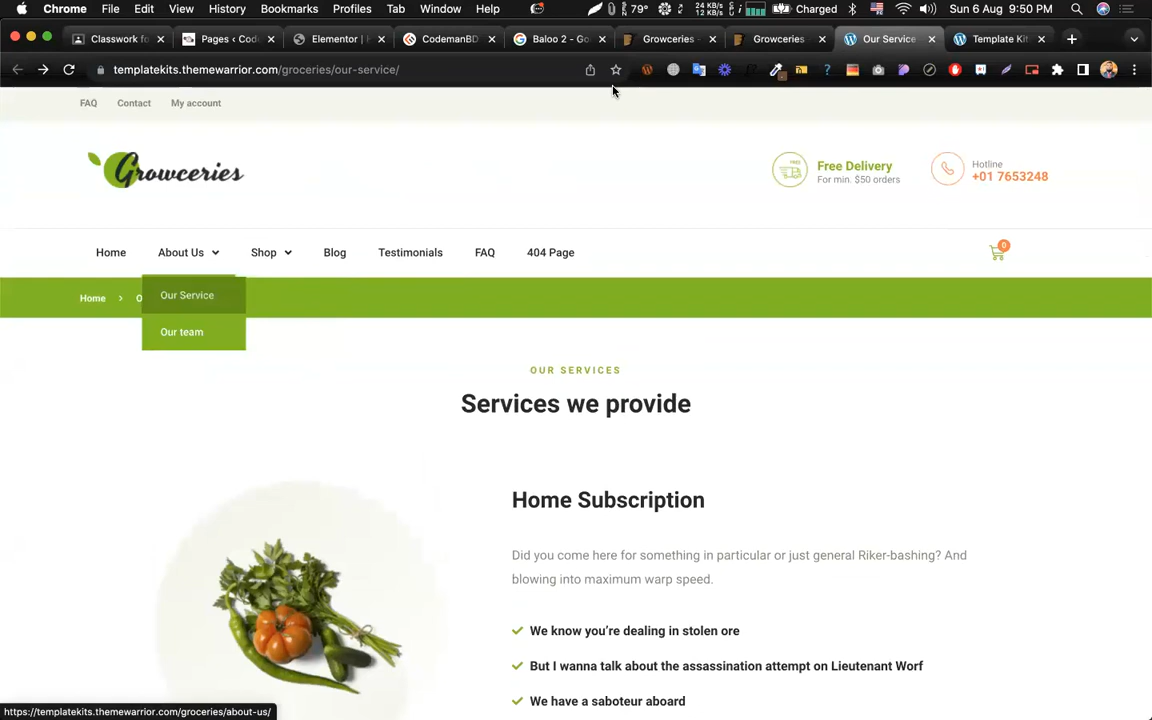 Chrome File Edit View History Bookmarks Profiles Tab Window Help 79° 24 KB/s 12 KB/s Charged Sun 6 Aug 9:50 PM
Classwork fo Pages ‹ Cod Elementor | CodemanBD Baloo 2 - Go Growceries - Growceries Our Service Template Kit
templatekits.themewarrior.com/groceries/our-service/
FAQ Contact My account
Growceries
FREE
Free Delivery
For min. $50 orders
Hotline
+01 7653248
Home About Us Shop Blog Testimonials FAQ 404 Page 0
Home > O
Our Service
Our team
OUR SERVICES
Services we provide
Home Subscription
Did you come here for something in particular or just general Riker-bashing? And
blowing into maximum warp speed.
We know you’re dealing in stolen ore
But I wanna talk about the assassination attempt on Lieutenant Worf
We have a saboteur aboard
https://templatekits.themewarrior.com/groceries/about-us/